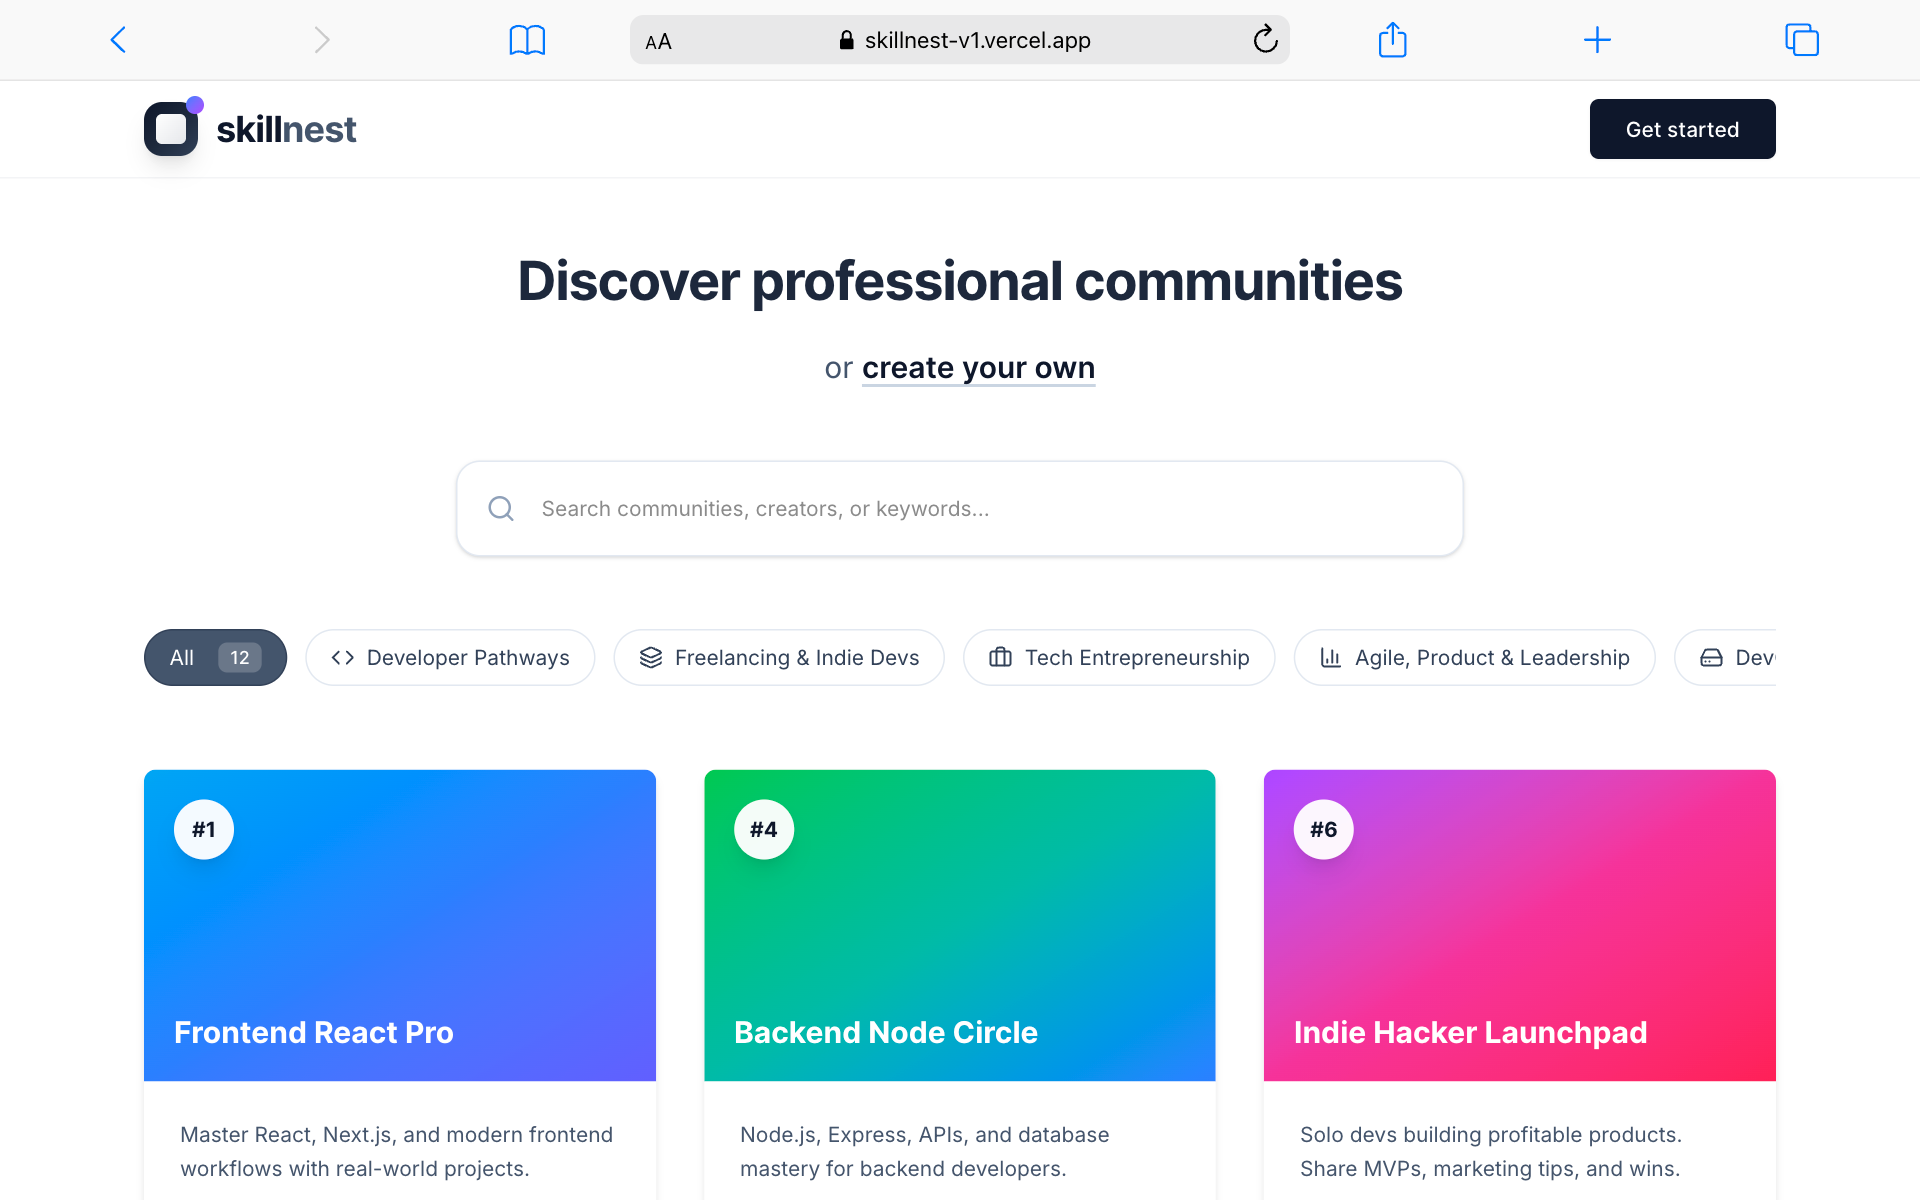 AA
skillnest-v1.vercel.app
skillnest
Get started
Discover professional communities
or create your own
Search communities, creators, or keywords...
All 12
Developer Pathways
Freelancing & Indie Devs
Tech Entrepreneurship
Agile, Product & Leadership
Dev
#1
Frontend React Pro
Master React, Next.js, and modern frontend
workflows with real-world projects.
#4
Backend Node Circle
Node.js, Express, APIs, and database
mastery for backend developers.
#6
Indie Hacker Launchpad
Solo devs building profitable products.
Share MVPs, marketing tips, and wins.